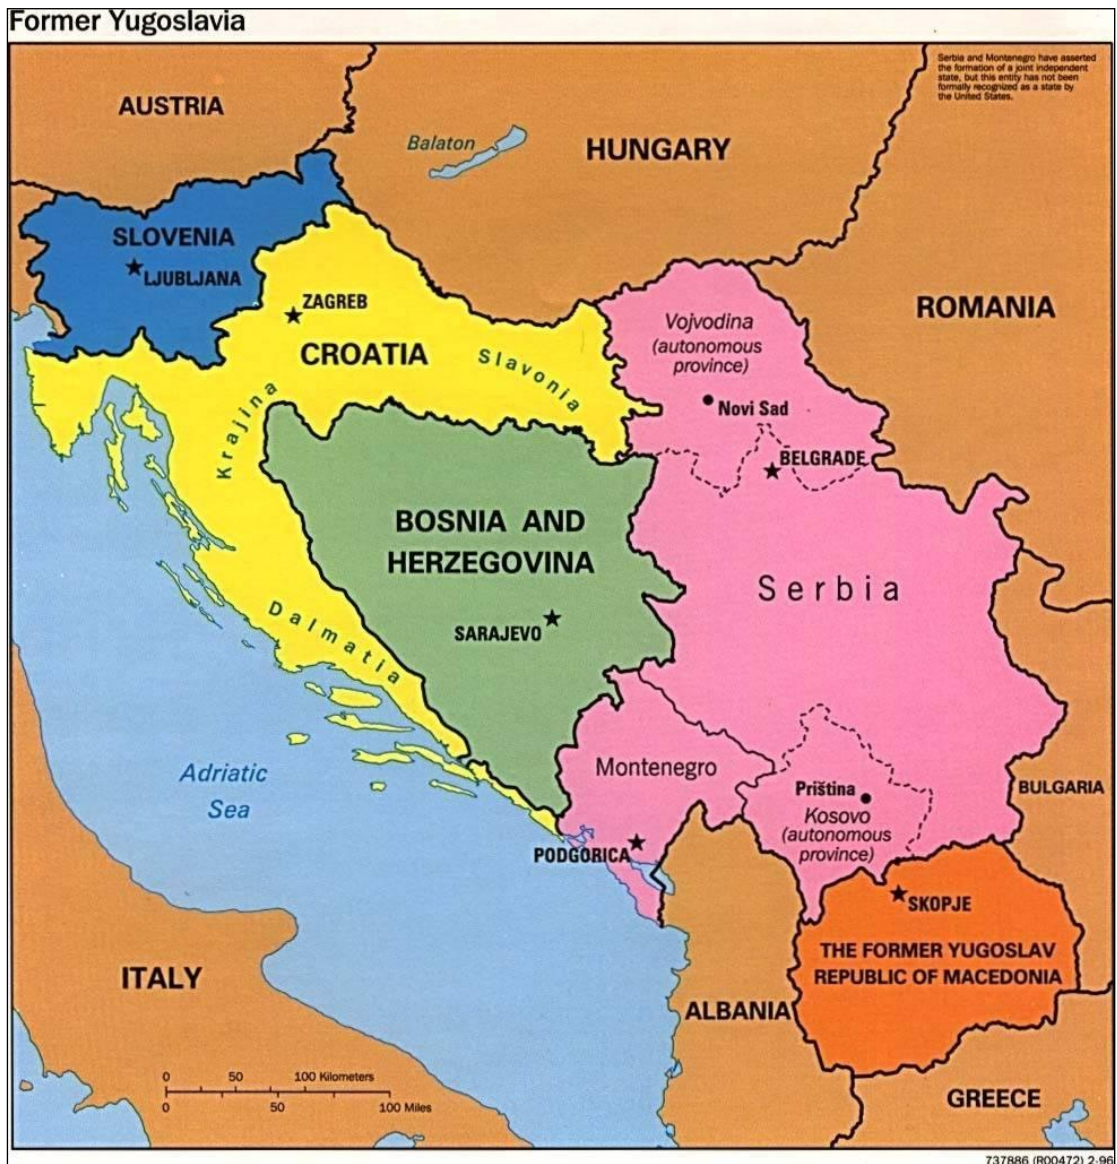 Former Yugoslavia
Serbia and Montenegro have asserted
the formation of a joint independent
state, but this entity has not been
formally recognized as a state by
the United States.
AUSTRIA
Balaton
HUNGARY
SLOVENIA
LJUBLJANA
ZAGREB
CROATIA
Slavonia
Krajina
Vojvodina
(autonomous
province)
Novi Sad
ROMANIA
BELGRADE
BOSNIA AND
HERZEGOVINA
SARAJEVO
Serbia
Dalmatia
Adriatic
Sea
Montenegro
Priština
Kosovo
(autonomous
province)
BULGARIA
PODGORICA
SKOPJE
THE FORMER YUGOSLAV
REPUBLIC OF MACEDONIA
ITALY
ALBANIA
GREECE
0 50 100 Kilometers
0 50 100 Miles
737886 (R00472) 2-96